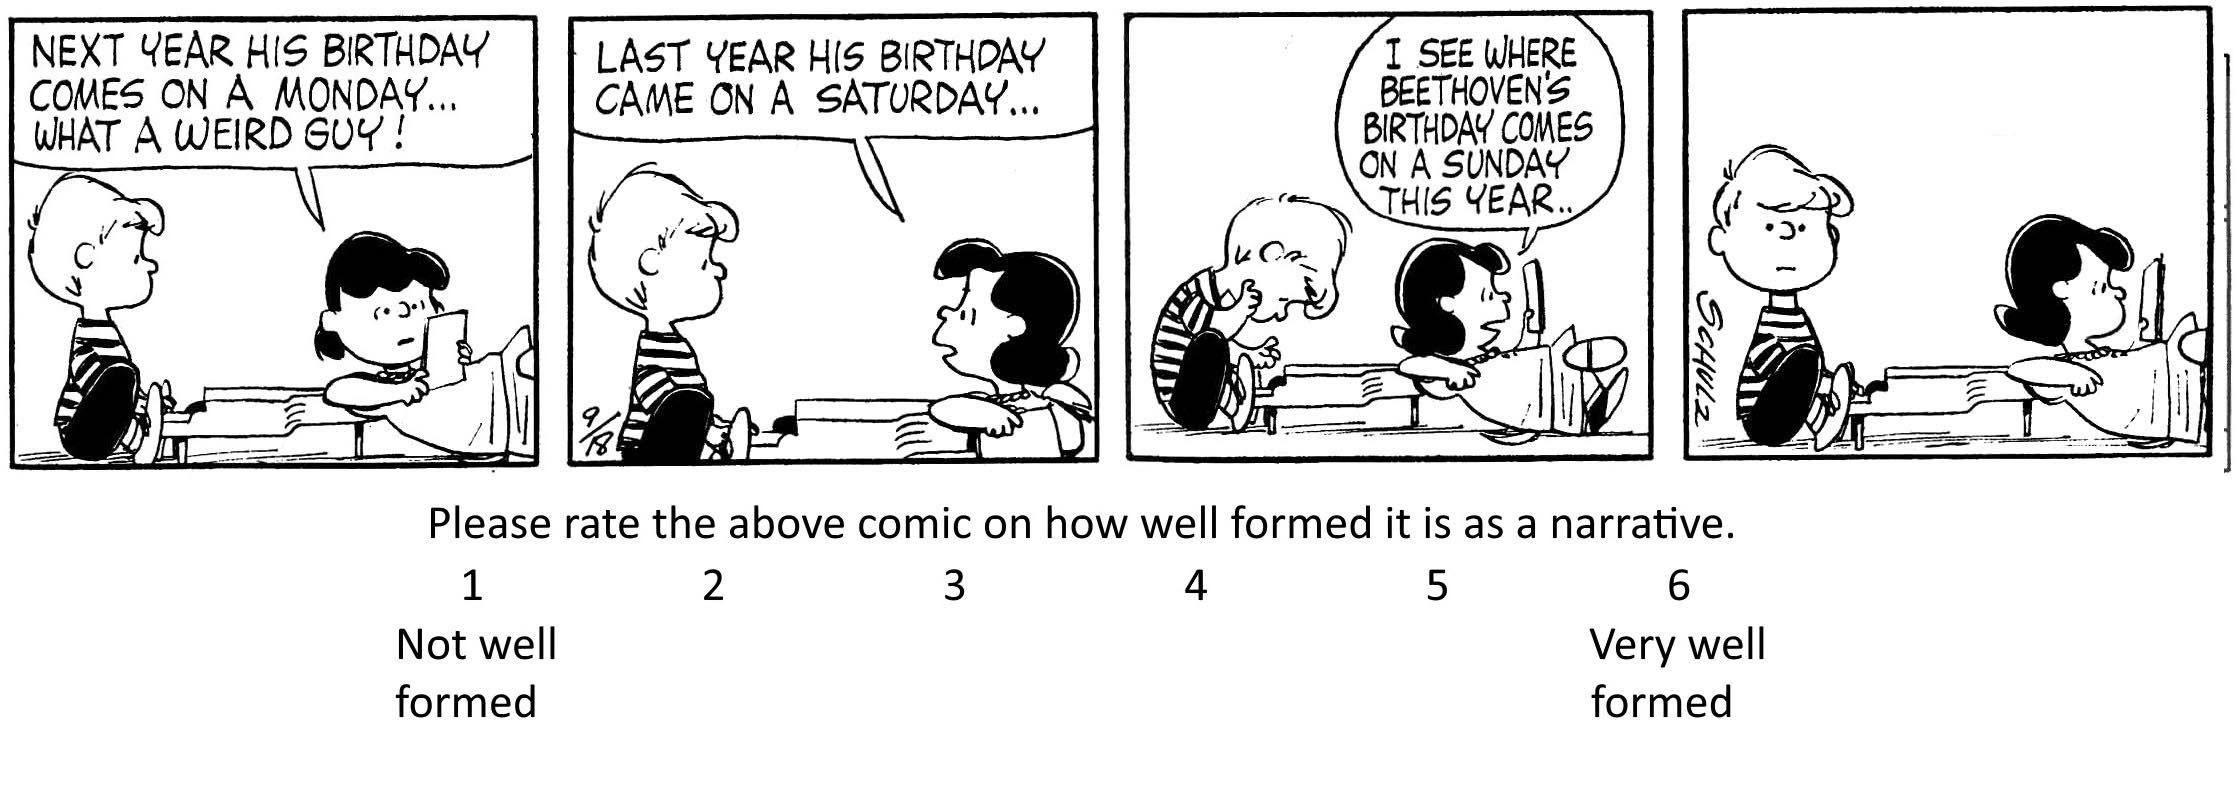 NEXT YEAR HIS BIRTHDAY
COMES ON A MONDAY...
WHAT A WEIRD GUY!
LAST YEAR HIS BIRTHDAY
CAME ON A SATURDAY...
9/18
I SEE WHERE
BEETHOVEN'S
BIRTHDAY COMES
ON A SUNDAY
THIS YEAR..
SCHULZ
Please rate the above comic on how well formed it is as a narrative.
1 2 3 4 5 6
Not well
formed
Very well
formed